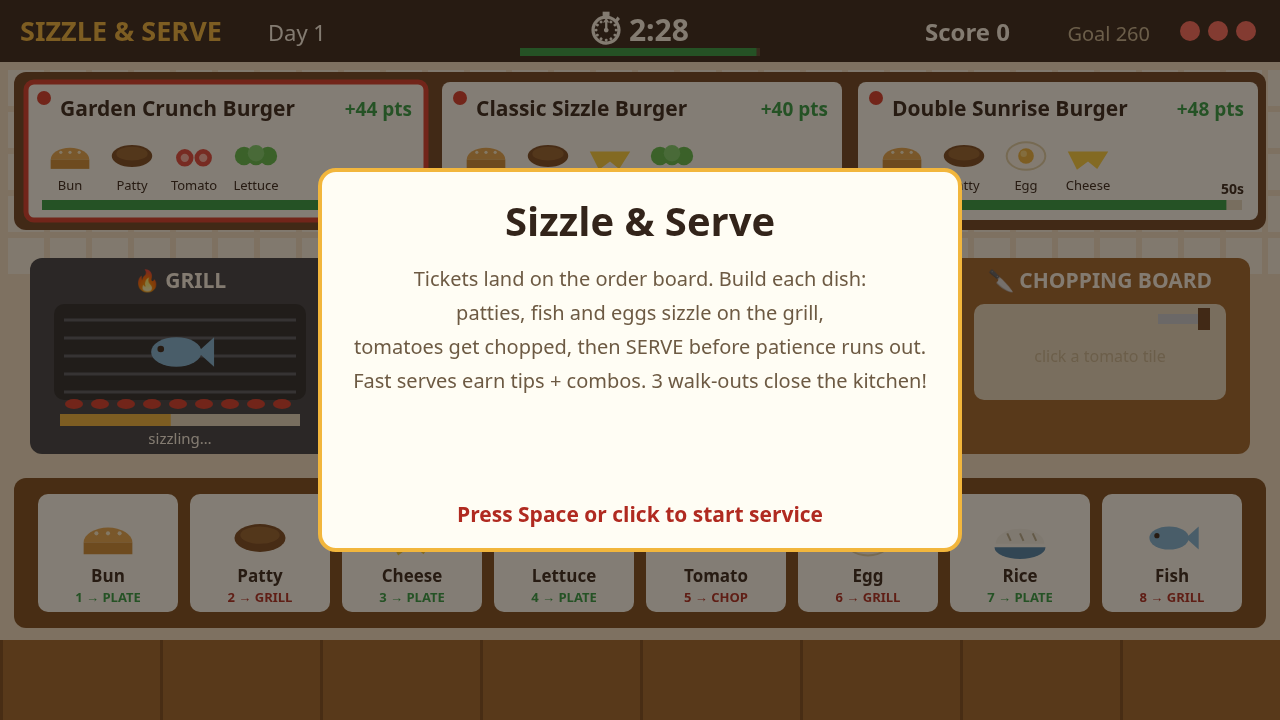 SIZZLE & SERVE
Day 1
2:28
Score 0
Goal 260
Garden Crunch Burger
+44 pts
Bun
Patty
Tomato
Lettuce
Classic Sizzle Burger
+40 pts
Double Sunrise Burger
+48 pts
Egg
Cheese
50s
Sizzle & Serve
Tickets land on the order board. Build each dish:
patties, fish and eggs sizzle on the grill,
tomatoes get chopped, then SERVE before patience runs out.
Fast serves earn tips + combos. 3 walk-outs close the kitchen!
Press Space or click to start service
GRILL
sizzling...
CHOPPING BOARD
click a tomato tile
Bun
1 → PLATE
Patty
2 → GRILL
Cheese
3 → PLATE
Lettuce
4 → PLATE
Tomato
5 → CHOP
Egg
6 → GRILL
Rice
7 → PLATE
Fish
8 → GRILL